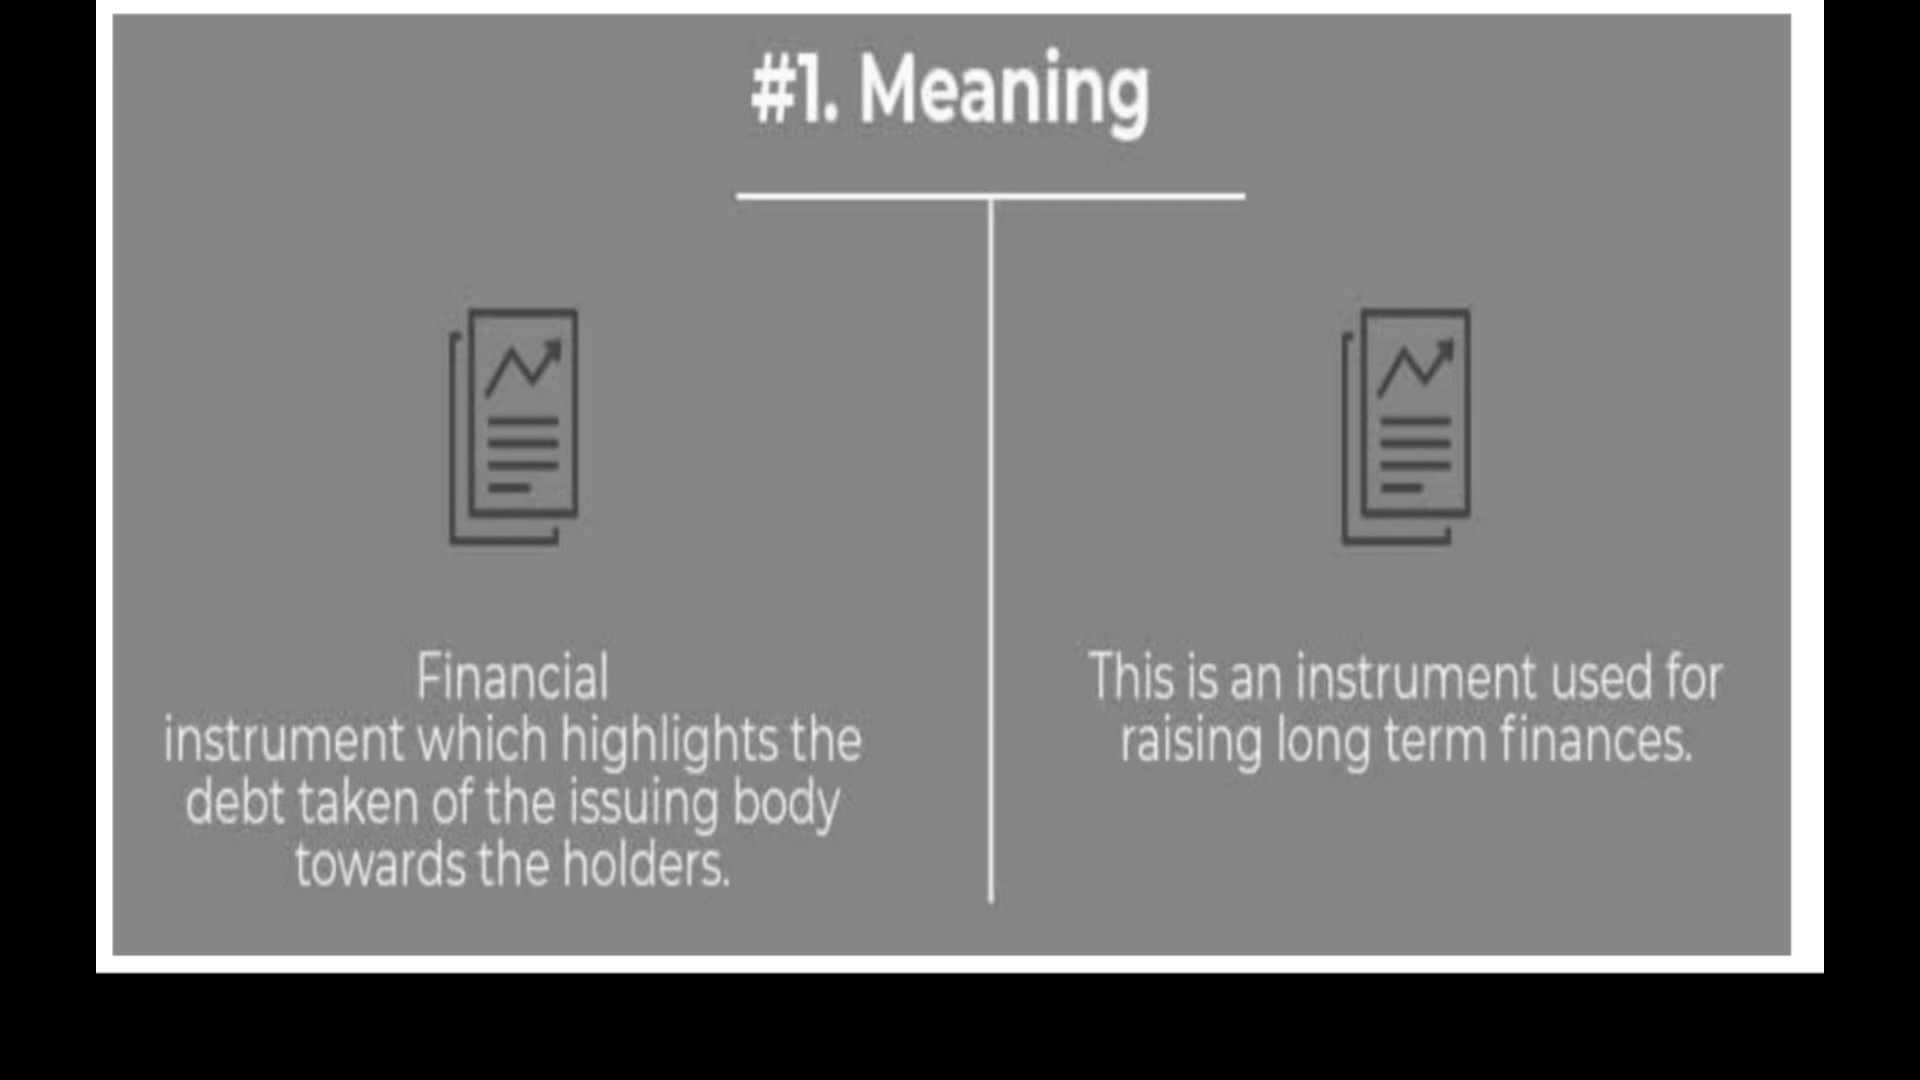 #1. Meaning
Financial
instrument which highlights the
debt taken of the issuing body
towards the holders.
This is an instrument used for
raising long term finances.